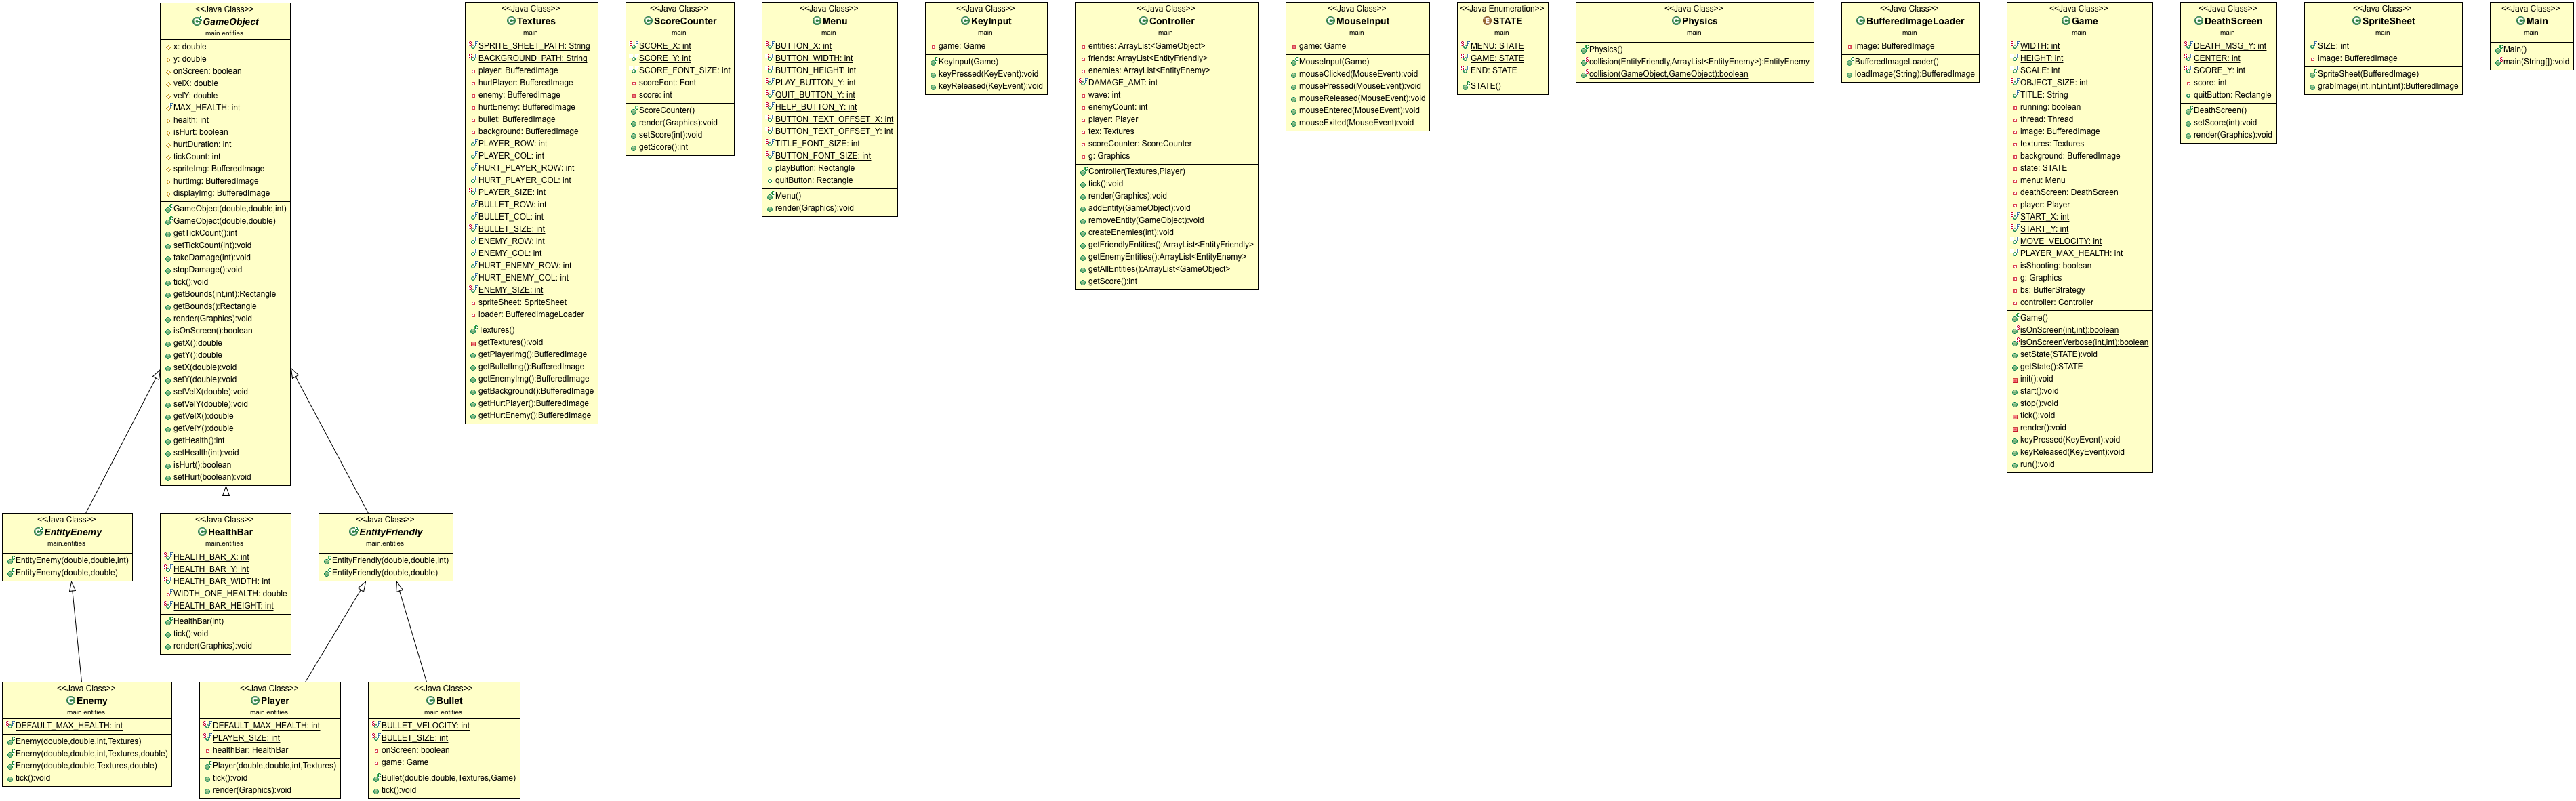 <<Java Class>>
GameObject
main.entities
x: double
y: double
onScreen: boolean
velX: double
velY: double
MAX_HEALTH: int
health: int
isHurt: boolean
hurtDuration: int
tickCount: int
spriteImg: BufferedImage
hurtImg: BufferedImage
displayImg: BufferedImage
GameObject(double,double,int)
GameObject(double,double)
getTickCount():int
setTickCount(int):void
takeDamage(int):void
stopDamage():void
tick():void
getBounds(int,int):Rectangle
getBounds():Rectangle
render(Graphics):void
isOnScreen():boolean
getX():double
getY():double
setX(double):void
setY(double):void
setVelX(double):void
setVelY(double):void
getVelX():double
getVelY():double
getHealth():int
setHealth(int):void
isHurt():boolean
setHurt(boolean):void
<<Java Class>>
Textures
main
SPRITE_SHEET_PATH: String
BACKGROUND_PATH: String
player: BufferedImage
hurtPlayer: BufferedImage
enemy: BufferedImage
hurtEnemy: BufferedImage
bullet: BufferedImage
background: BufferedImage
PLAYER_ROW: int
PLAYER_COL: int
HURT_PLAYER_ROW: int
HURT_PLAYER_COL: int
PLAYER_SIZE: int
BULLET_ROW: int
BULLET_COL: int
BULLET_SIZE: int
ENEMY_ROW: int
ENEMY_COL: int
HURT_ENEMY_ROW: int
HURT_ENEMY_COL: int
ENEMY_SIZE: int
spriteSheet: SpriteSheet
loader: BufferedImageLoader
Textures()
getTextures():void
getPlayerImg():BufferedImage
getBulletImg():BufferedImage
getEnemyImg():BufferedImage
getBackground():BufferedImage
getHurtPlayer():BufferedImage
getHurtEnemy():BufferedImage
<<Java Class>>
ScoreCounter
main
SCORE_X: int
SCORE_Y: int
SCORE_FONT_SIZE: int
scoreFont: Font
score: int
ScoreCounter()
render(Graphics):void
setScore(int):void
getScore():int
<<Java Class>>
Menu
main
BUTTON_X: int
BUTTON_WIDTH: int
BUTTON_HEIGHT: int
PLAY_BUTTON_Y: int
QUIT_BUTTON_Y: int
HELP_BUTTON_Y: int
BUTTON_TEXT_OFFSET_X: int
BUTTON_TEXT_OFFSET_Y: int
TITLE_FONT_SIZE: int
BUTTON_FONT_SIZE: int
playButton: Rectangle
quitButton: Rectangle
Menu()
render(Graphics):void
<<Java Class>>
KeyInput
main
game: Game
KeyInput(Game)
keyPressed(KeyEvent):void
keyReleased(KeyEvent):void
<<Java Class>>
Controller
main
entities: ArrayList<GameObject>
friends: ArrayList<EntityFriendly>
enemies: ArrayList<EntityEnemy>
DAMAGE_AMT: int
wave: int
enemyCount: int
player: Player
tex: Textures
scoreCounter: ScoreCounter
g: Graphics
Controller(Textures,Player)
tick():void
render(Graphics):void
addEntity(GameObject):void
removeEntity(GameObject):void
createEnemies(int):void
getFriendlyEntities():ArrayList<EntityFriendly>
getEnemyEntities():ArrayList<EntityEnemy>
getAllEntities():ArrayList<GameObject>
getScore():int
<<Java Class>>
MouseInput
main
game: Game
MouseInput(Game)
mouseClicked(MouseEvent):void
mousePressed(MouseEvent):void
mouseReleased(MouseEvent):void
mouseEntered(MouseEvent):void
mouseExited(MouseEvent):void
<<Java Enumeration>>
STATE
main
MENU: STATE
GAME: STATE
END: STATE
STATE()
<<Java Class>>
Physics
main
Physics()
collision(EntityFriendly,ArrayList<EntityEnemy>):EntityEnemy
collision(GameObject,GameObject):boolean
<<Java Class>>
BufferedImageLoader
main
image: BufferedImage
BufferedImageLoader()
loadImage(String):BufferedImage
<<Java Class>>
Game
main
WIDTH: int
HEIGHT: int
SCALE: int
OBJECT_SIZE: int
TITLE: String
running: boolean
thread: Thread
image: BufferedImage
textures: Textures
background: BufferedImage
state: STATE
menu: Menu
deathScreen: DeathScreen
player: Player
START_X: int
START_Y: int
MOVE_VELOCITY: int
PLAYER_MAX_HEALTH: int
isShooting: boolean
g: Graphics
bs: BufferStrategy
controller: Controller
Game()
isOnScreen(int,int):boolean
isOnScreenVerbose(int,int):boolean
setState(STATE):void
getState():STATE
init():void
start():void
stop():void
tick():void
render():void
keyPressed(KeyEvent):void
keyReleased(KeyEvent):void
run():void
<<Java Class>>
DeathScreen
main
DEATH_MSG_Y: int
CENTER: int
SCORE_Y: int
score: int
quitButton: Rectangle
DeathScreen()
setScore(int):void
render(Graphics):void
<<Java Class>>
SpriteSheet
main
SIZE: int
image: BufferedImage
SpriteSheet(BufferedImage)
grabImage(int,int,int,int):BufferedImage
<<Java Class>>
Main
main
Main()
main(String[]):void
<<Java Class>>
EntityEnemy
main.entities
EntityEnemy(double,double,int)
EntityEnemy(double,double)
<<Java Class>>
HealthBar
main.entities
HEALTH_BAR_X: int
HEALTH_BAR_Y: int
HEALTH_BAR_WIDTH: int
WIDTH_ONE_HEALTH: double
HEALTH_BAR_HEIGHT: int
HealthBar(int)
tick():void
render(Graphics):void
<<Java Class>>
EntityFriendly
main.entities
EntityFriendly(double,double,int)
EntityFriendly(double,double)
<<Java Class>>
Enemy
main.entities
DEFAULT_MAX_HEALTH: int
Enemy(double,double,int,Textures)
Enemy(double,double,int,Textures,double)
Enemy(double,double,Textures,double)
tick():void
<<Java Class>>
Player
main.entities
DEFAULT_MAX_HEALTH: int
PLAYER_SIZE: int
healthBar: HealthBar
Player(double,double,int,Textures)
tick():void
render(Graphics):void
<<Java Class>>
Bullet
main.entities
BULLET_VELOCITY: int
BULLET_SIZE: int
onScreen: boolean
game: Game
Bullet(double,double,Textures,Game)
tick():void